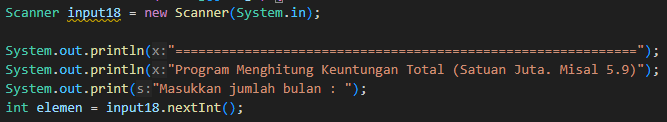 Scanner input18 = new Scanner(System.in);
System.out.println(x:"============================================================");
System.out.println(x:"Program Menghitung Keuntungan Total (Satuan Juta. Misal 5.9)");
System.out.print(s:"Masukkan jumlah bulan : ");
int elemen = input18.nextInt();